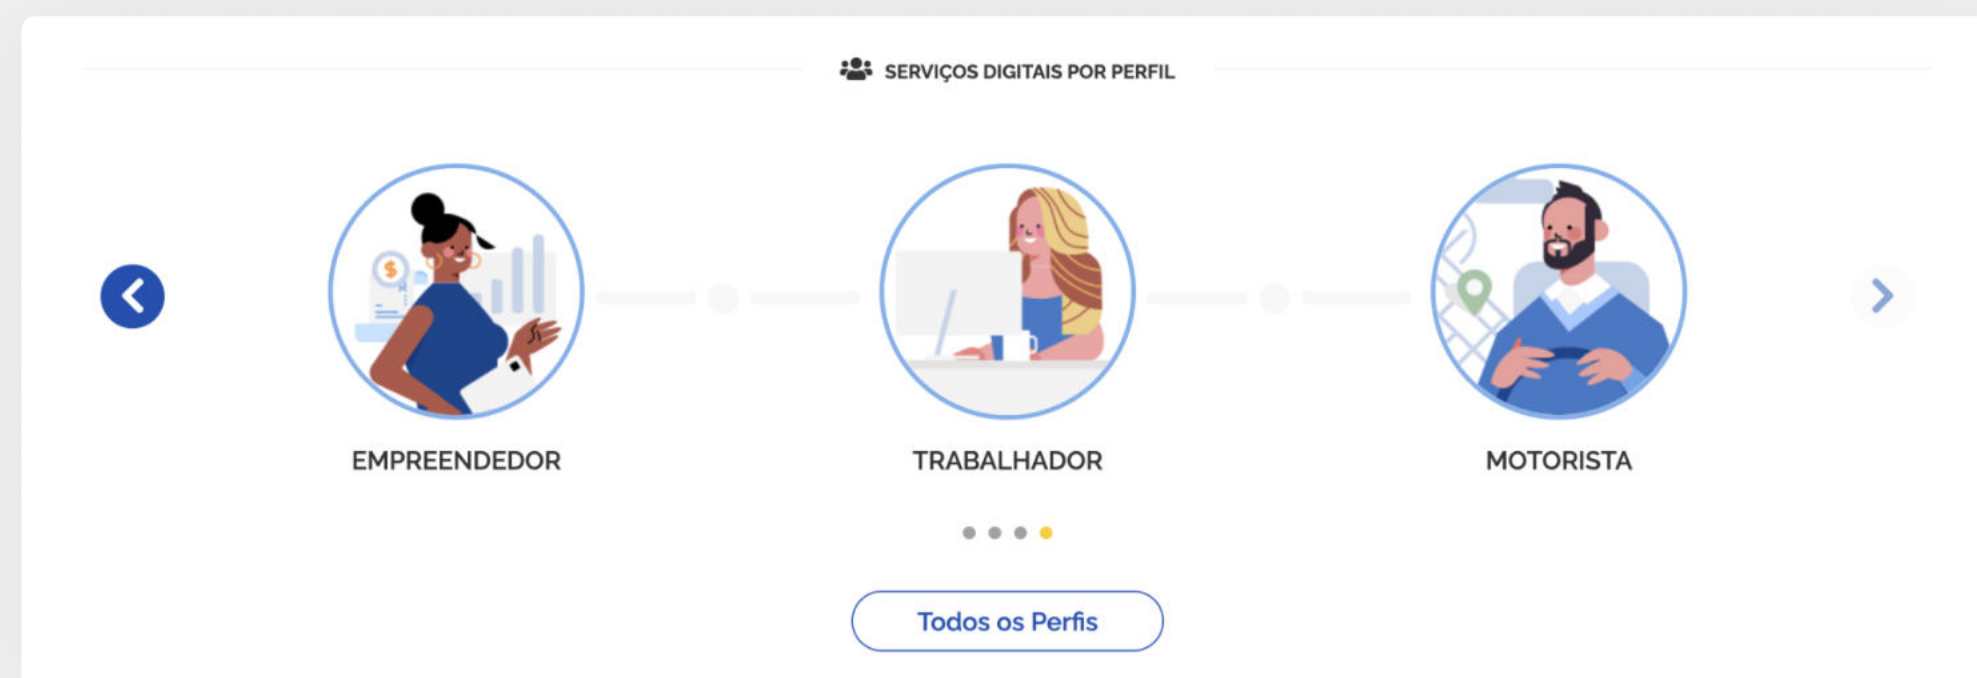 SERVIÇOS DIGITAIS POR PERFIL
$
EMPREENDEDOR
TRABALHADOR
MOTORISTA
Todos os Perfis